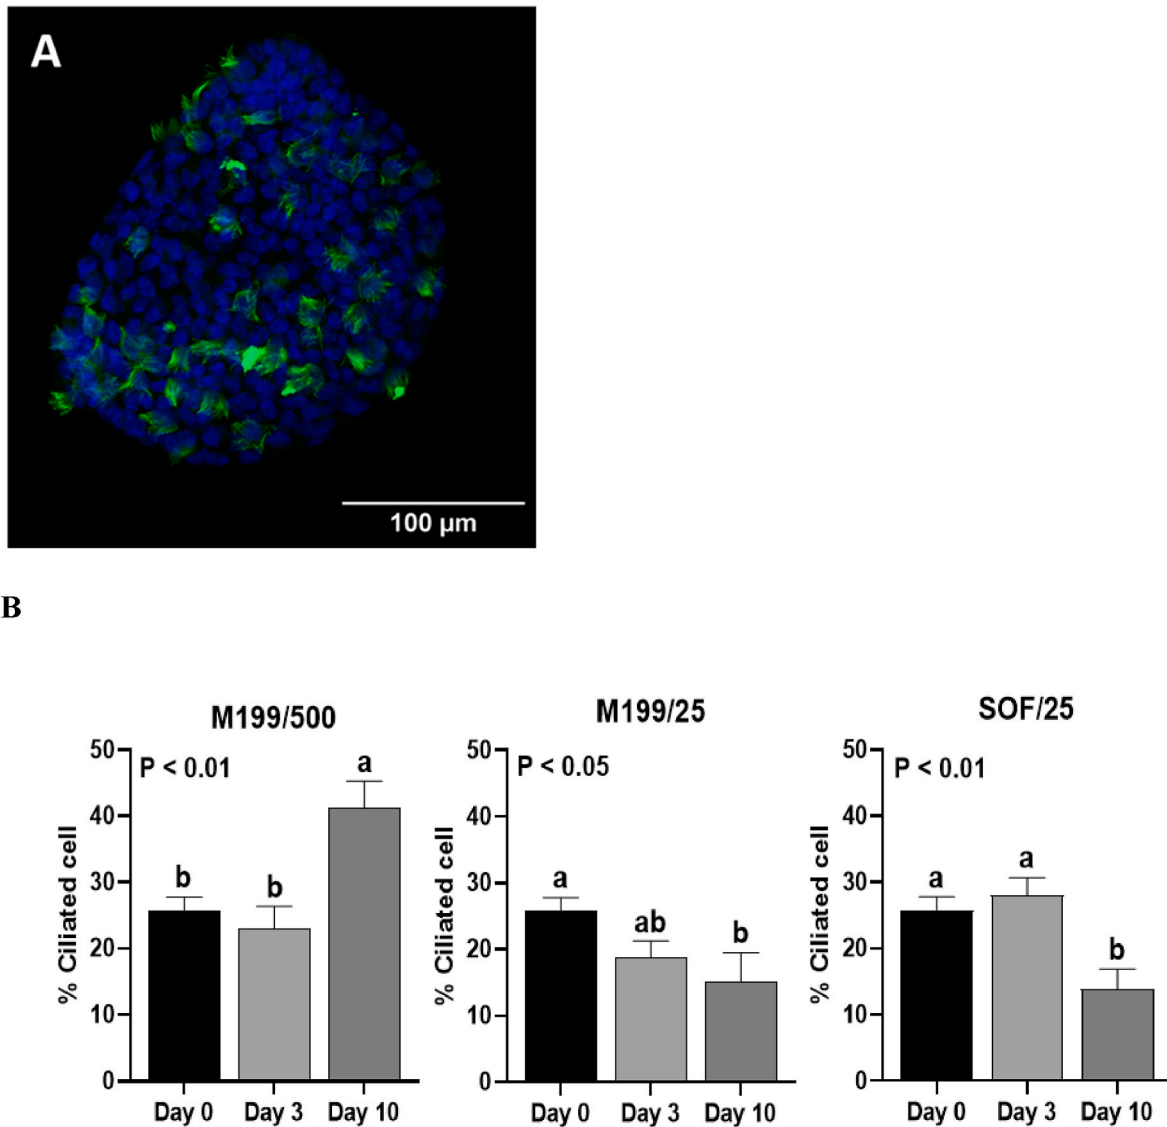 A
100 µm
B
M199/500
P < 0.01
% Ciliated cell
50
40
30
20
10
0
b
b
a
Day 0 Day 3 Day 10
M199/25
P < 0.05
% Ciliated cell
50
40
30
20
10
0
a
ab
b
Day 0 Day 3 Day 10
SOF/25
P < 0.01
% Ciliated cell
50
40
30
20
10
0
a
a
b
Day 0 Day 3 Day 10